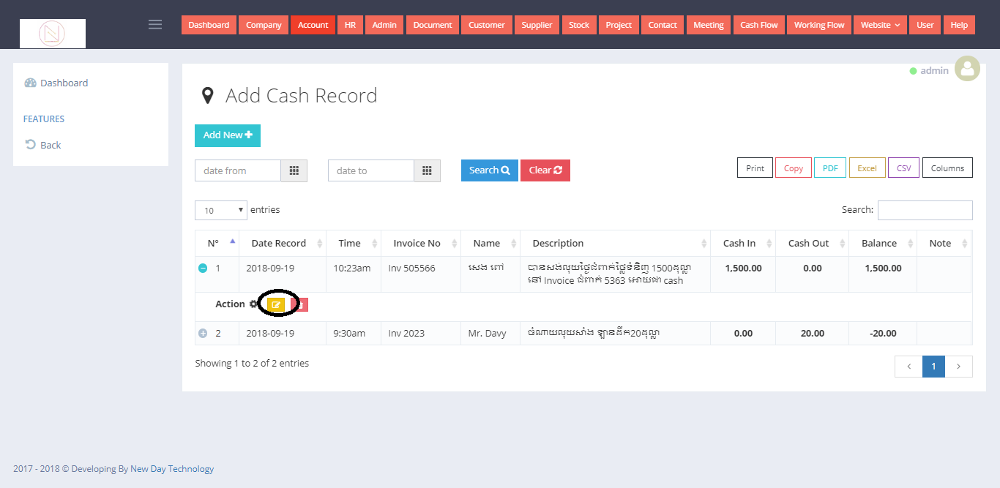 Dashboard Company Account HR Admin Document Customer Supplier Stock Project Contact Meeting Cash Flow Working Flow Website User Help
admin
Dashboard
FEATURES
Back
Add Cash Record
Add New
date from date to Search Clear Print Copy PDF Excel CSV Columns
10 entries Search:
N° Date Record Time Invoice No Name Description Cash In Cash Out Balance Note
1 2018-09-19 10:23am Inv 505566 សេង ពៅ បានសង់លុយថ្លៃជំពាក់ថ្លៃទំនិញ 1500ដុល្លា 1,500.00 0.00 1,500.00
នៅ Invoice ជំពាក់ 5363 អោយជា cash
Action
2 2018-09-19 9:30am Inv 2023 Mr. Davy ចំណាយលុយសាំង ឡានដឹក20ដុល្លា 0.00 20.00 -20.00
Showing 1 to 2 of 2 entries
1
2017 - 2018 © Developing By New Day Technology